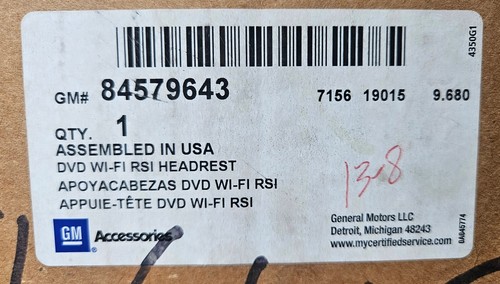 4350G1
GM# 84579643 7156 19015 9.680
QTY. 1
ASSEMBLED IN USA
DVD WI-FI RSI HEADREST
APOYACABEZAS DVD WI-FI RSI
APPUIE-TÊTE DVD WI-FI RSI
13-8
General Motors LLC
Detroit, Michigan 48243
www.mycertifiedservice.com
GM Accessories